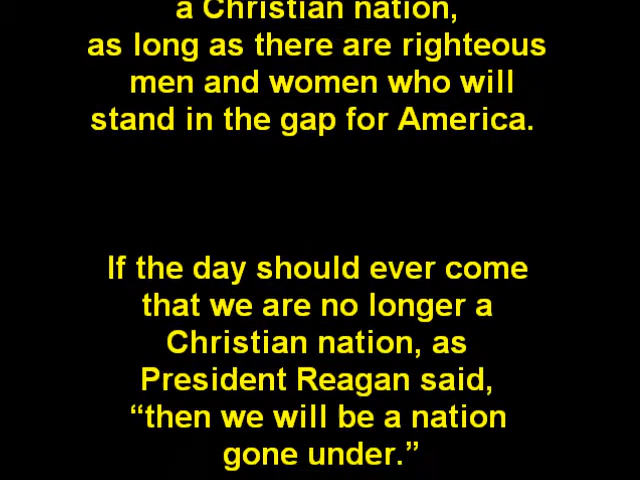 a Christian nation,
as long as there are righteous
men and women who will
stand in the gap for America.
If the day should ever come
that we are no longer a
Christian nation, as
President Reagan said,
“then we will be a nation
gone under.”